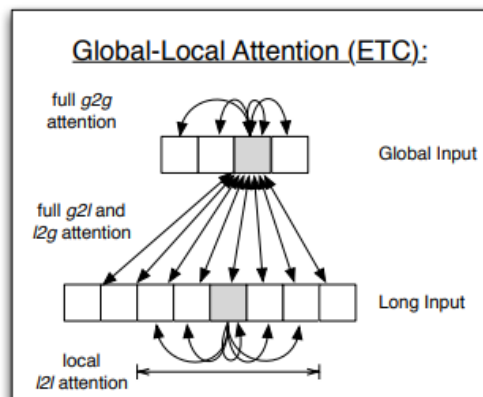 Global-Local Attention (ETC):
full g2g
attention
Global Input
full g2l and
l2g attention
Long Input
local
l2l attention